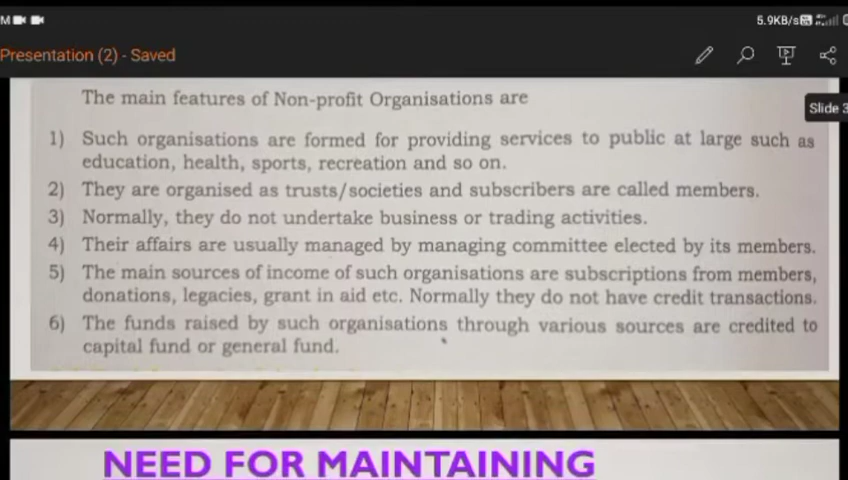 M
5.9KB/s
Presentation (2) - Saved
The main features of Non-profit Organisations are
Slide 3
1) Such organisations are formed for providing services to public at large such as
education, health, sports, recreation and so on.
2) They are organised as trusts/societies and subscribers are called members.
3) Normally, they do not undertake business or trading activities.
4) Their affairs are usually managed by managing committee elected by its members.
5) The main sources of income of such organisations are subscriptions from members,
donations, legacies, grant in aid etc. Normally they do not have credit transactions.
6) The funds raised by such organisations through various sources are credited to
capital fund or general fund.
NEED FOR MAINTAINING